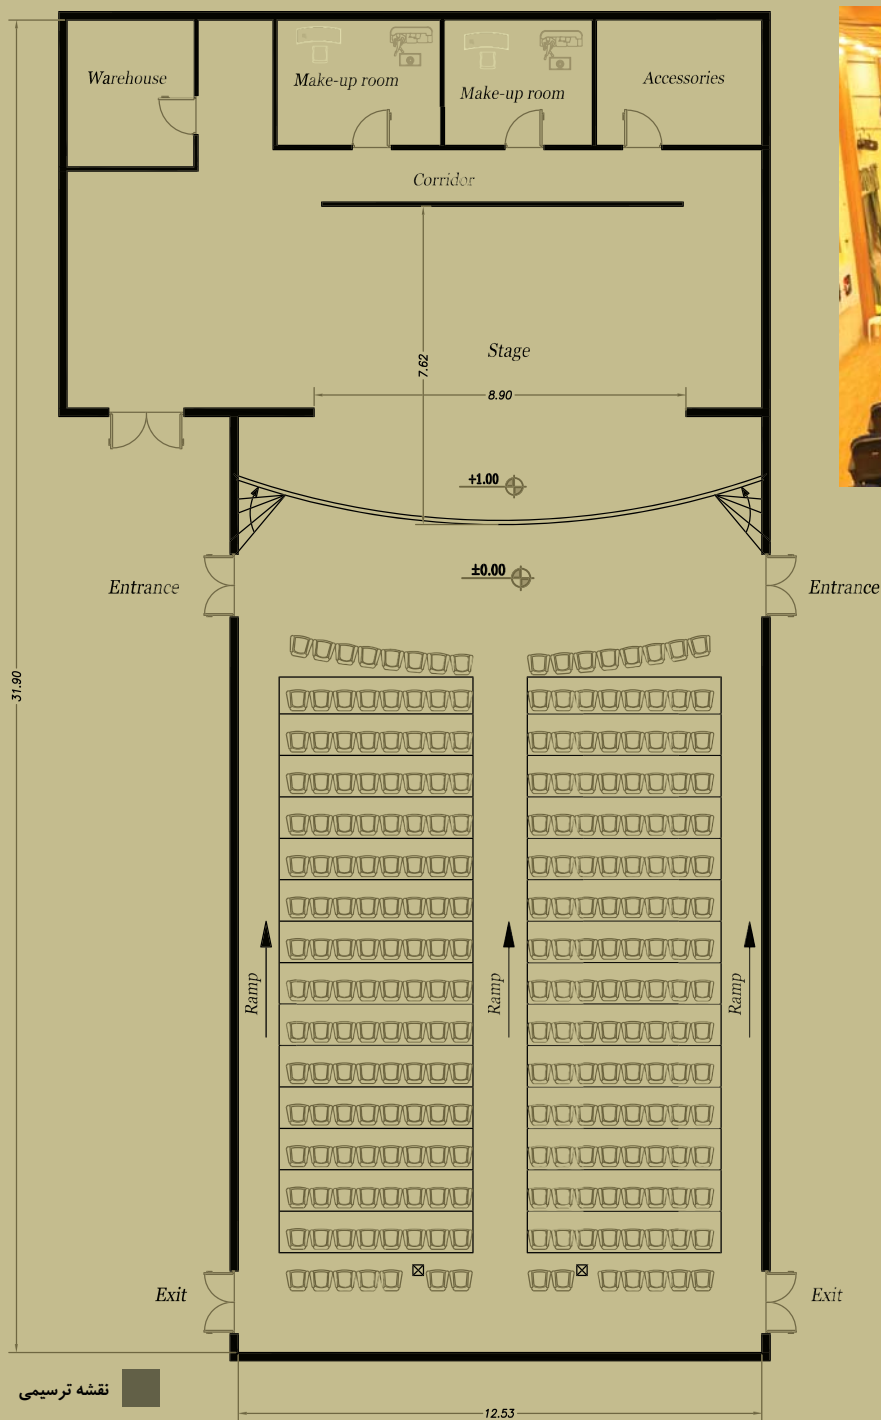 Warehouse
Make-up room
Make-up room
Accessories
Corridor
Stage
7.62
8.90
+1.00
±0.00
Entrance
Entrance
31.90
Ramp
Ramp
Ramp
Exit
Exit
نقشه ترسیمی
12.53